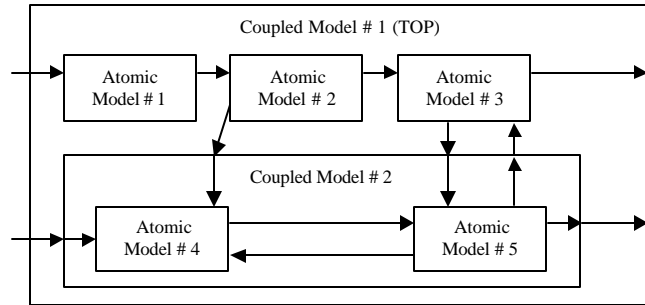 Coupled Model # 1 (TOP)
Atomic
Model # 1
Atomic
Model # 2
Atomic
Model # 3
Coupled Model # 2
Atomic
Model # 4
Atomic
Model # 5